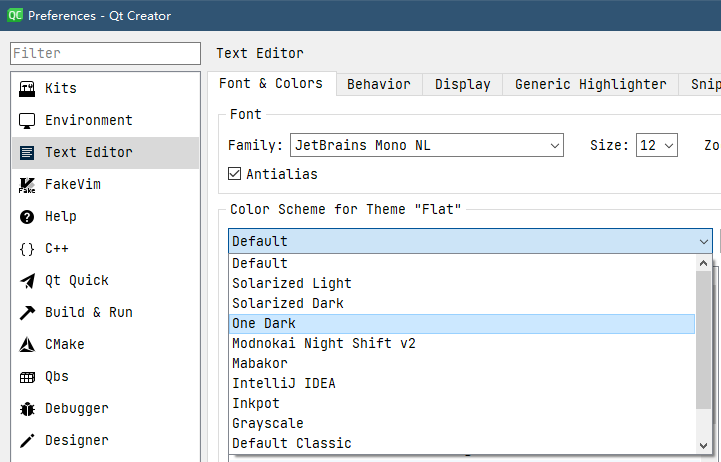 QC Preferences - Qt Creator
Filter
Kits
Environment
Text Editor
Fake FakeVim
Help
C++
Qt Quick
Build & Run
CMake
Qbs
Debugger
Designer
Text Editor
Font & Colors Behavior Display Generic Highlighter Snip
Font
Family: JetBrains Mono NL Size: 12 Zo
Antialias
Color Scheme for Theme "Flat"
Default
Default
Solarized Light
Solarized Dark
One Dark
Modnokai Night Shift v2
Mabakor
IntelliJ IDEA
Inkpot
Grayscale
Default Classic